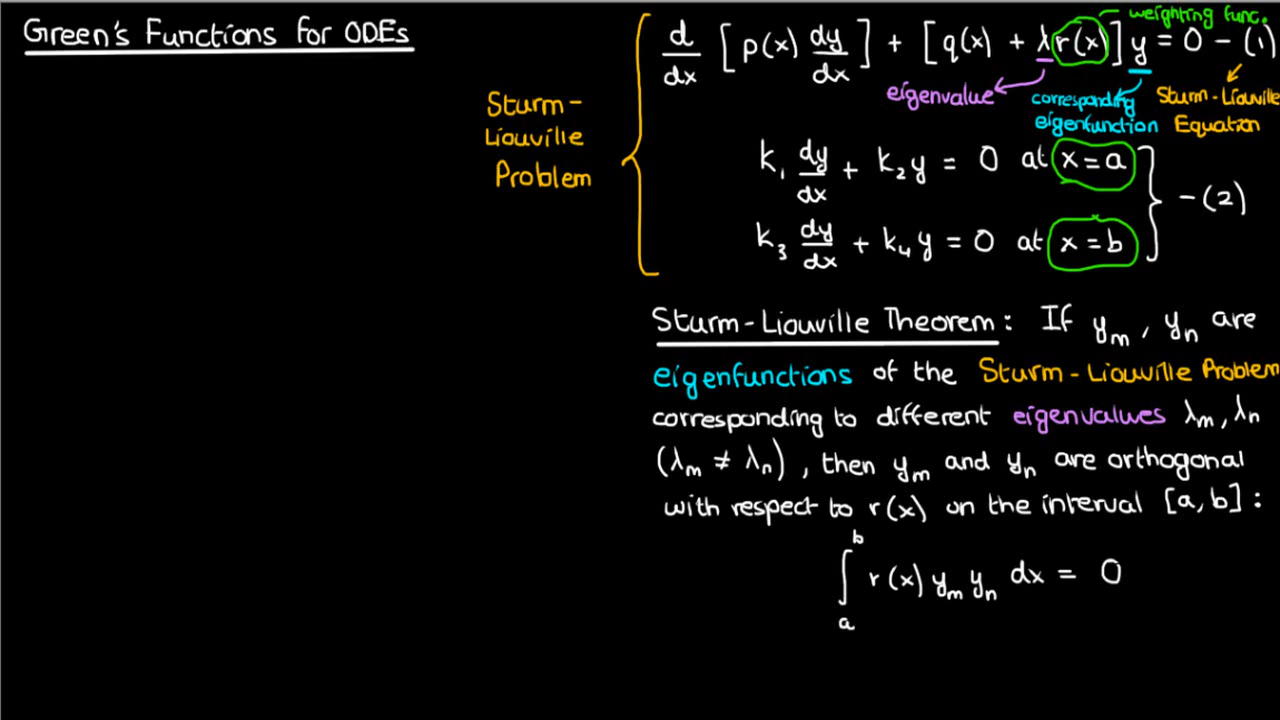 Green's Functions for ODEs
weighting func.
d/dx [p(x) dy/dx] + [q(x) + λr(x)] y = 0 - (1)
eigenvalue
corresponding eigenfunction
Sturm-Liouville Equation
Sturm-
Liouville
Problem
k₁ dy/dx + k₂y = 0 at x=a
- (2)
k₃ dy/dx + k₄y = 0 at x=b
Sturm-Liouville Theorem: If yₘ, yₙ are
eigenfunctions of the Sturm-Liouville Problem
corresponding to different eigenvalues λₘ, λₙ
(λₘ ≠ λₙ), then yₘ and yₙ are orthogonal
with respect to r(x) on the interval [a,b]:
∫ₐᵇ r(x) yₘ yₙ dx = 0